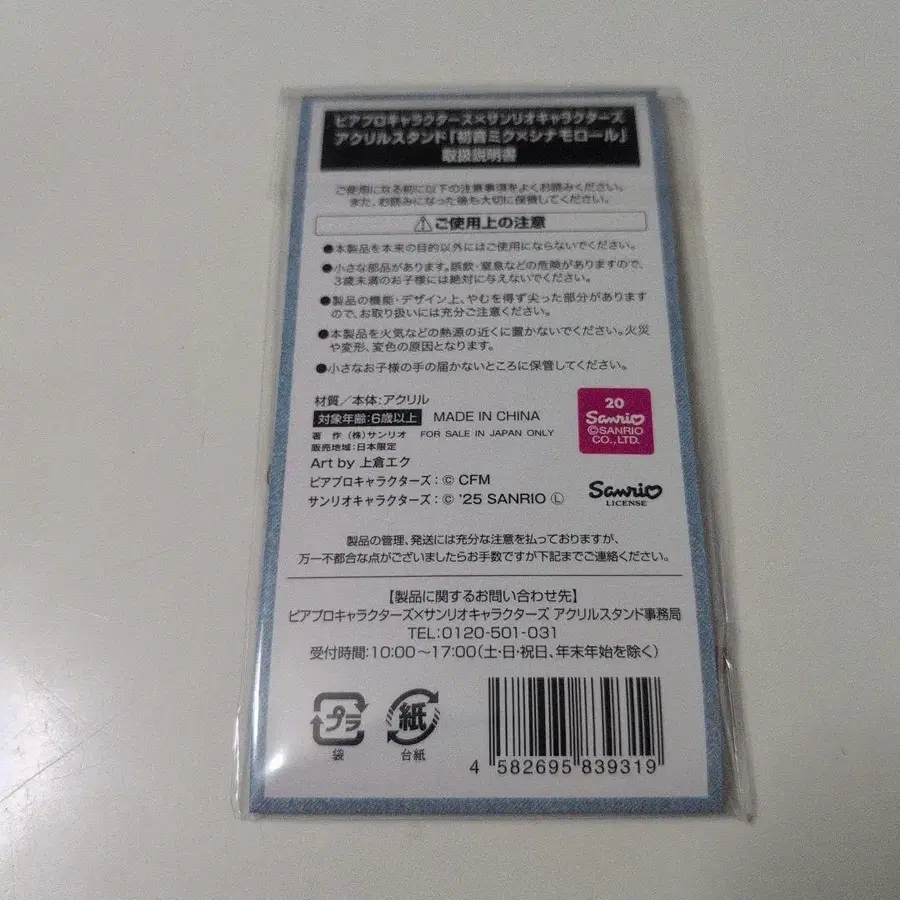 ピアプロキャラクターズ×サンリオキャラクターズ
アクリルスタンド「初音ミク×シナモロール」
取扱説明書
ご使用になる前に以下の注意事項をよくお読みください。
また、お読みになった後も大切に保管してください。
⚠ご使用上の注意
●本製品を本来の目的以外にはご使用にならないでください。
●小さな部品があります。誤飲・窒息などの危険がありますので、
3歳未満のお子様には絶対に与えないでください。
●製品の機能・デザイン上、やむを得ず尖った部分があります
ので、お取り扱いには充分ご注意ください。
●本製品を火気などの熱源の近くに置かないでください。火災
や変形、変色の原因となります。
●小さなお子様の手の届かないところに保管してください。
材質／本体:アクリル
対象年齢:6歳以上 MADE IN CHINA
著 作 (株)サンリオ FOR SALE IN JAPAN ONLY
販売地域:日本限定
Art by 上倉エク
ピアプロキャラクターズ：© CFM
サンリオキャラクターズ：© '25 SANRIO Ⓛ
20
Sanrio
©SANRIO
CO.,LTD.
Sanrio
LICENSE
製品の管理、発送には充分な注意を払っておりますが、
万一不都合な点がございましたらお手数ですが下記までご連絡ください。
【製品に関するお問い合わせ先】
ピアプロキャラクターズ×サンリオキャラクターズ アクリルスタンド事務局
TEL:0120-501-031
受付時間:10:00～17:00(土・日・祝日、年末年始を除く)
プラ
袋
紙
台紙
4 582695 839319